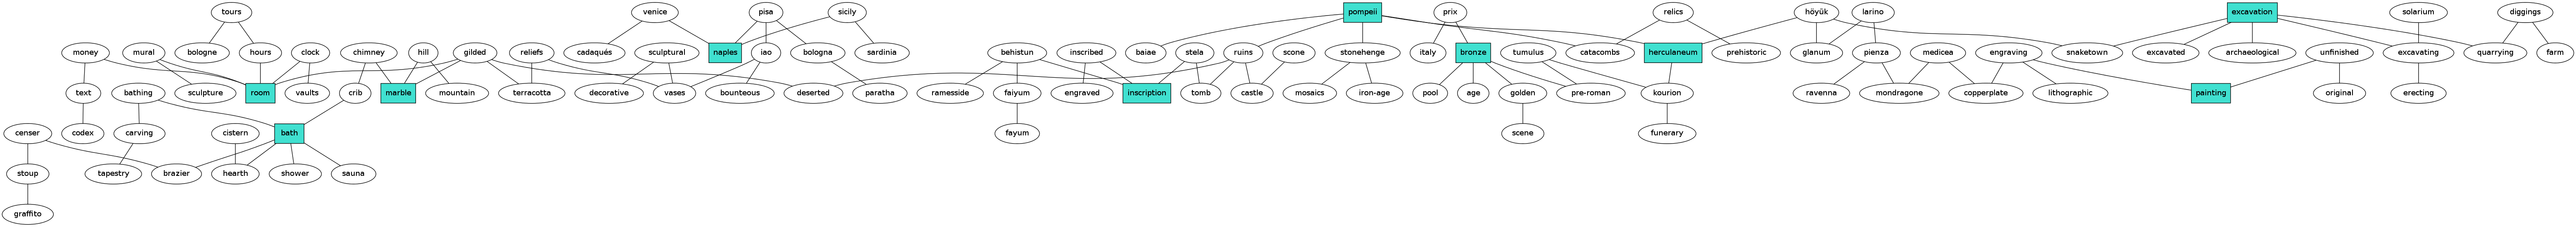 tours venice pisa sicily pompeii prix relics höyük larino excavation solarium diggings
money mural bologne hours clock chimney hill gilded reliefs cadaqués sculptural naples iao bologna sardinia behistun inscribed baiae stela ruins scone stonehenge italy bronze tumulus catacombs herculaneum prehistoric glanum pienza medicea engraving snaketown excavated archaeological unfinished excavating quarrying farm
text bathing sculpture room vaults crib marble mountain terracotta decorative vases bounteous deserted paratha ramesside faiyum engraved inscription tomb castle mosaics iron-age pool age golden pre-roman kourion ravenna mondragone copperplate lithographic painting original erecting
censer codex carving cistern bath fayum scene funerary
stoup tapestry brazier hearth shower sauna
graffito